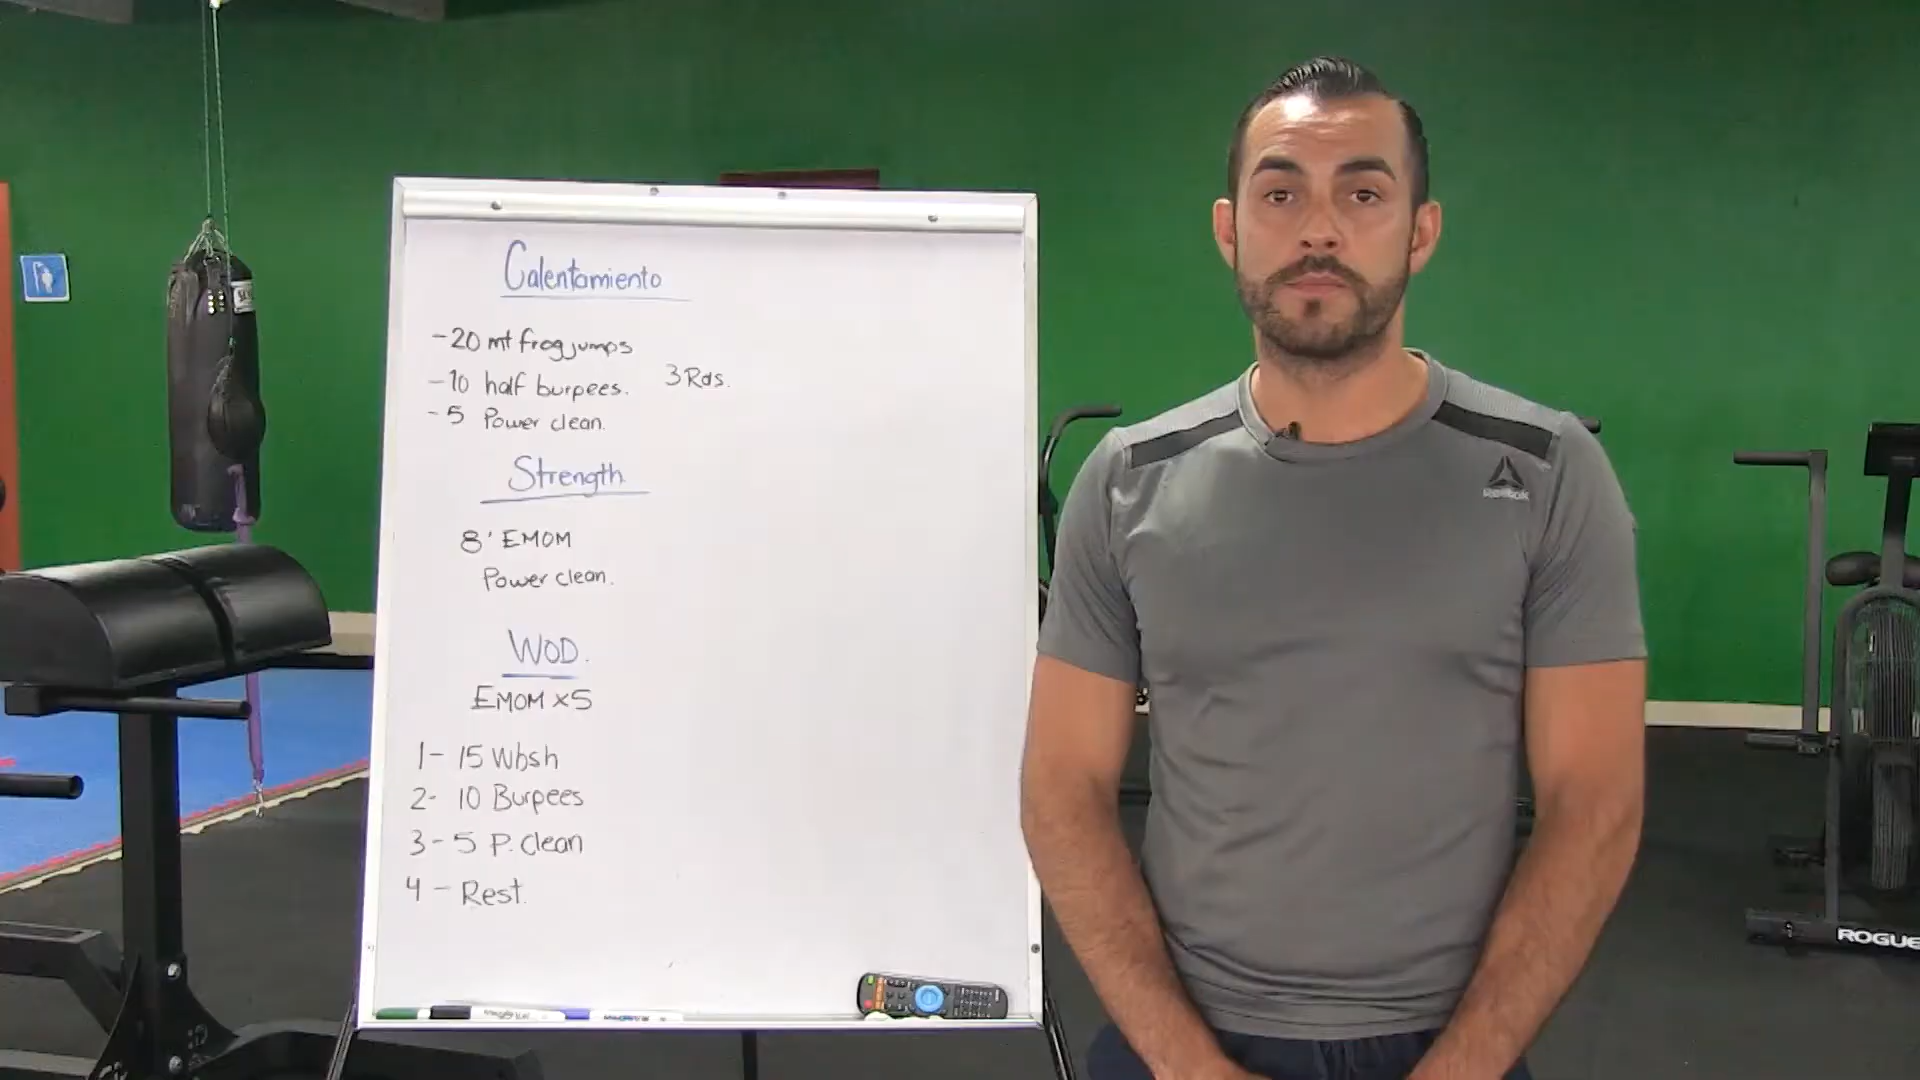 Calentamiento
-20 mt frog jumps
-10 half burpees. 3 Rds.
-5 Power clean.
Strength
8' EMOM
Power clean.
WOD.
EMOM x5
1- 15 Wbsh
2- 10 Burpees
3- 5 P. Clean
4- Rest.
Reebok
ROGUE